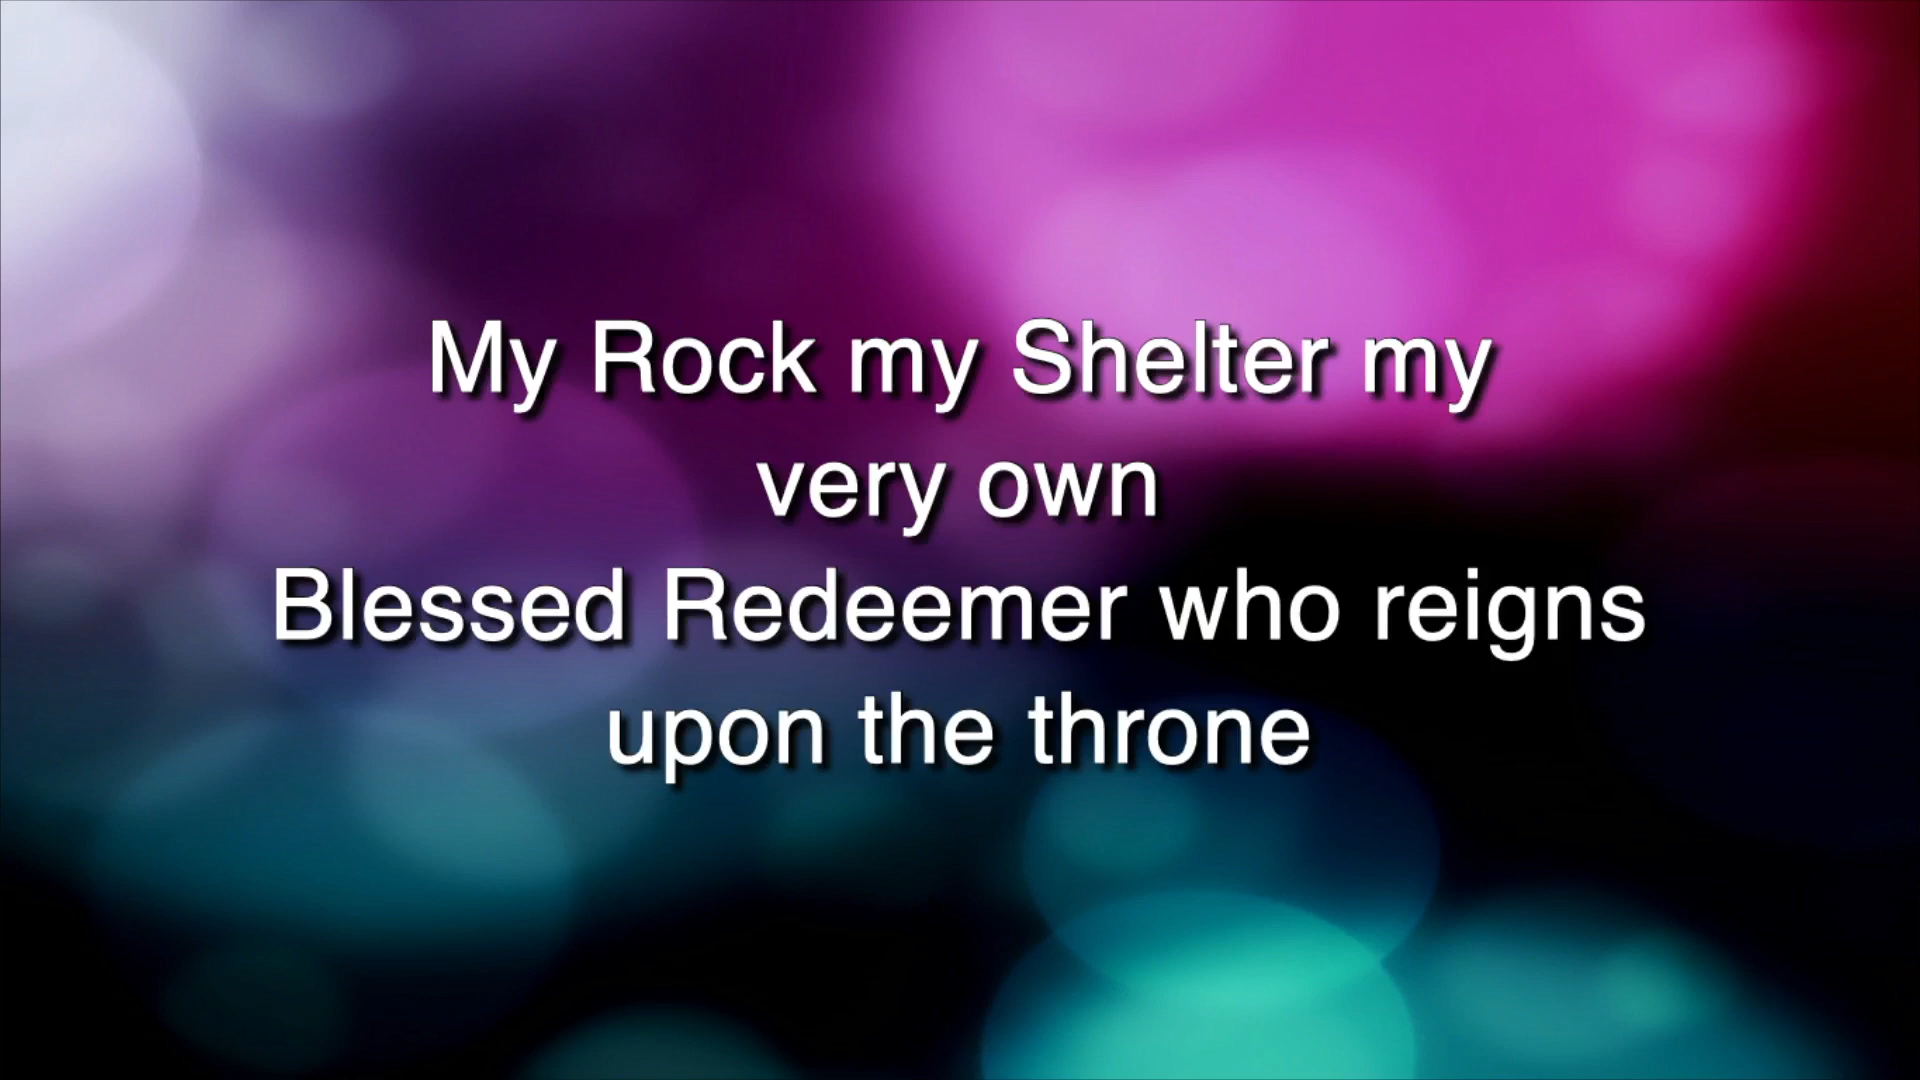 My Rock my Shelter my
very own
Blessed Redeemer who reigns
upon the throne